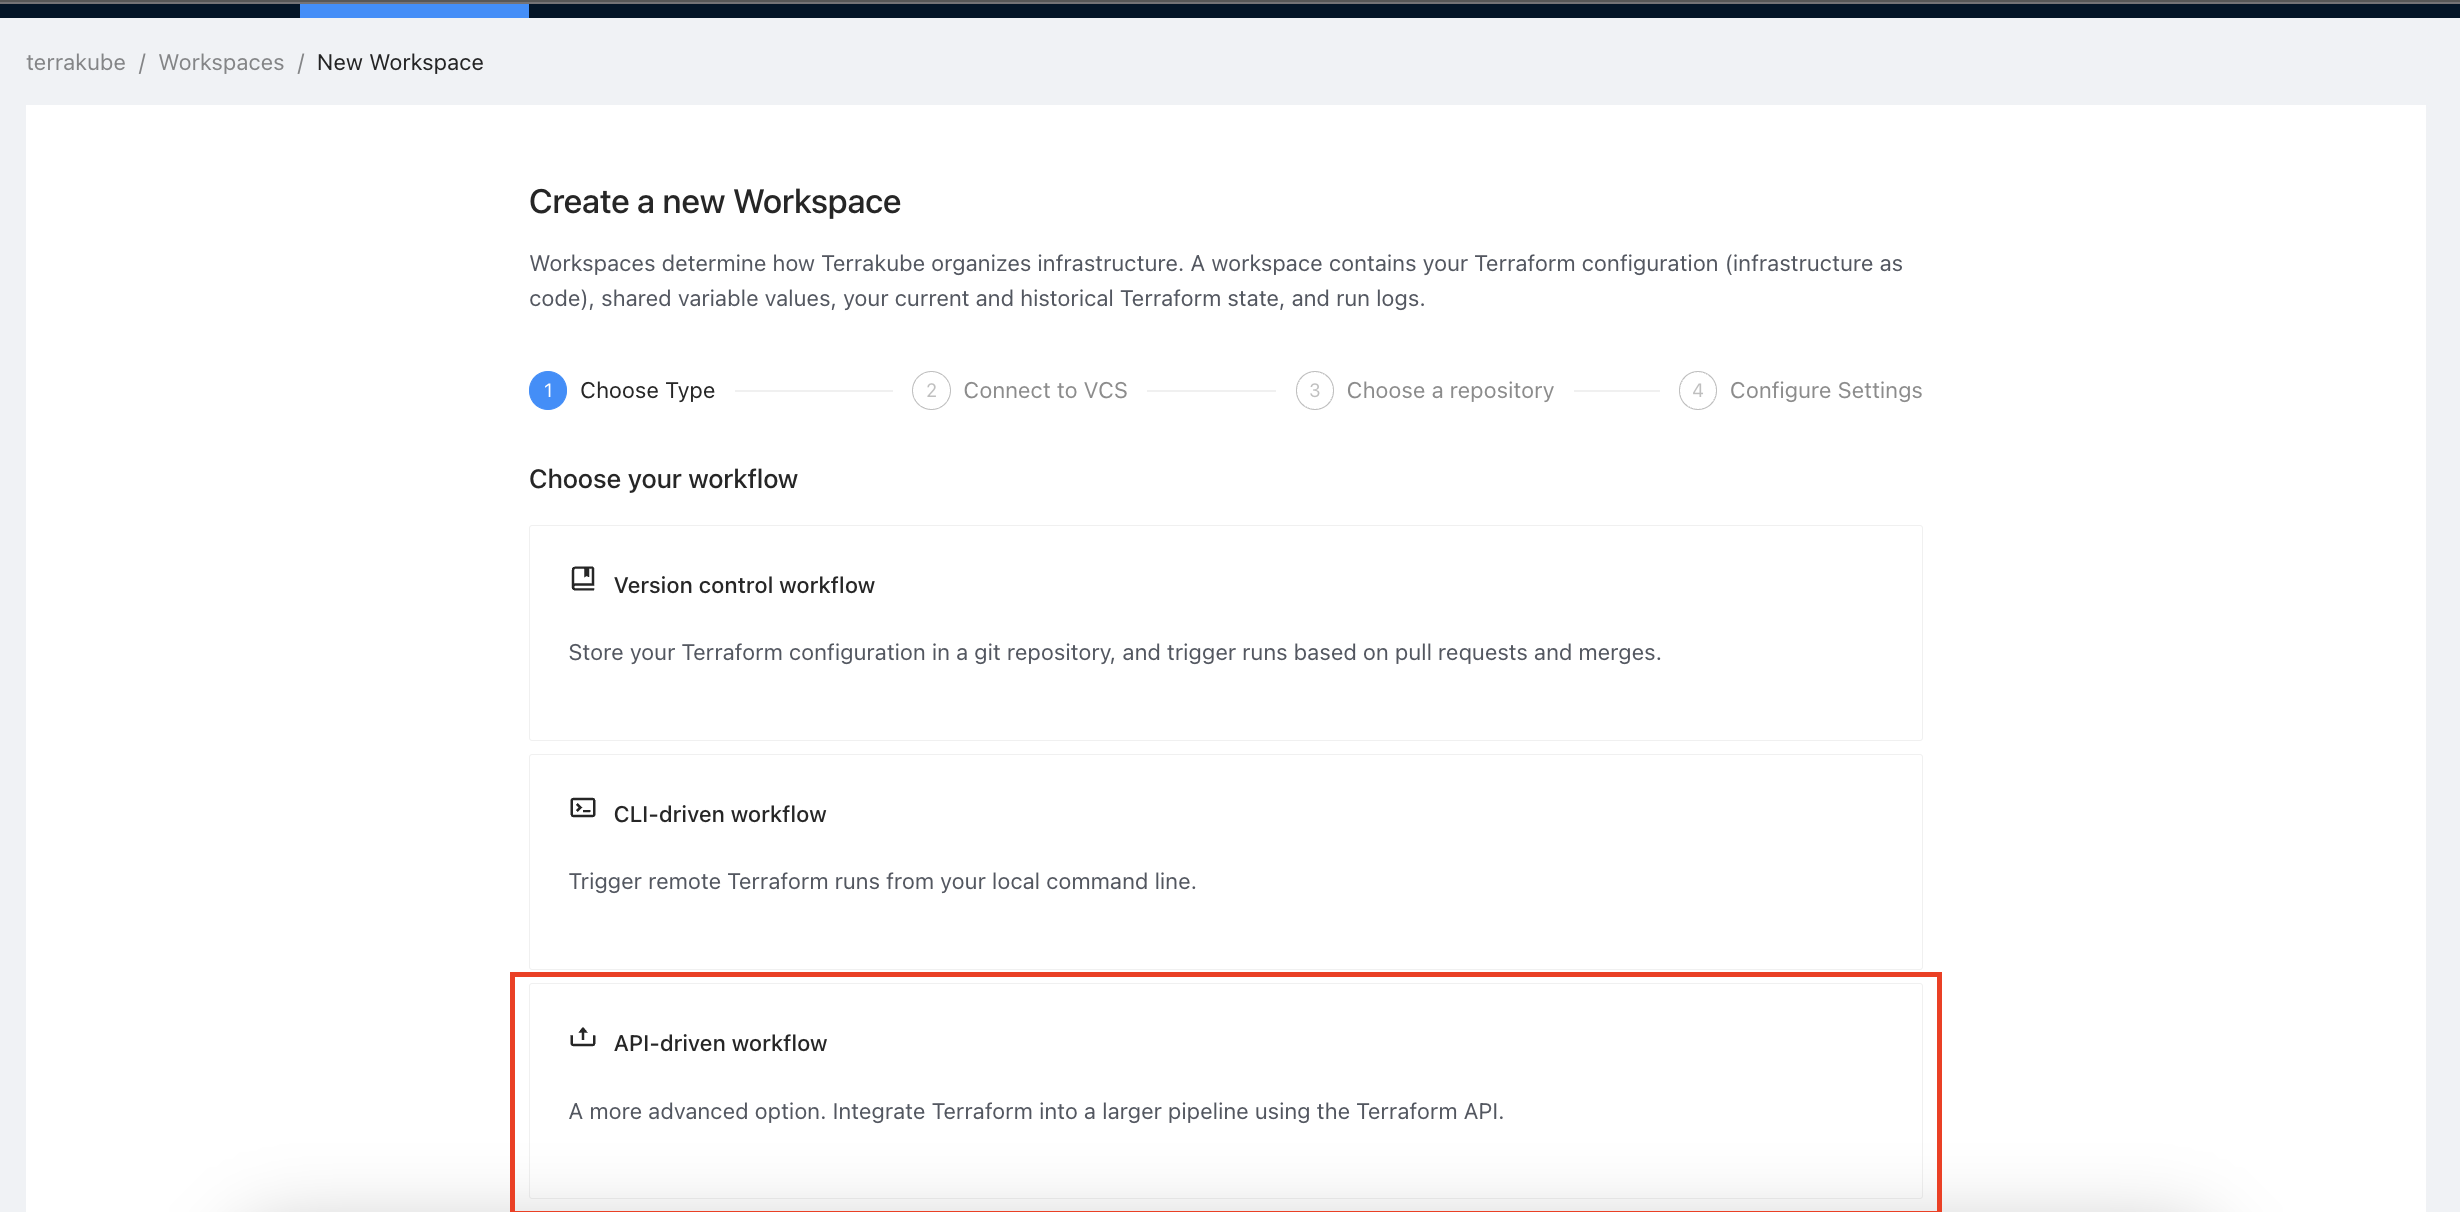 terrakube / Workspaces / New Workspace
Create a new Workspace
Workspaces determine how Terrakube organizes infrastructure. A workspace contains your Terraform configuration (infrastructure as
code), shared variable values, your current and historical Terraform state, and run logs.
1 Choose Type 2 Connect to VCS 3 Choose a repository 4 Configure Settings
Choose your workflow
Version control workflow
Store your Terraform configuration in a git repository, and trigger runs based on pull requests and merges.
CLI-driven workflow
Trigger remote Terraform runs from your local command line.
API-driven workflow
A more advanced option. Integrate Terraform into a larger pipeline using the Terraform API.